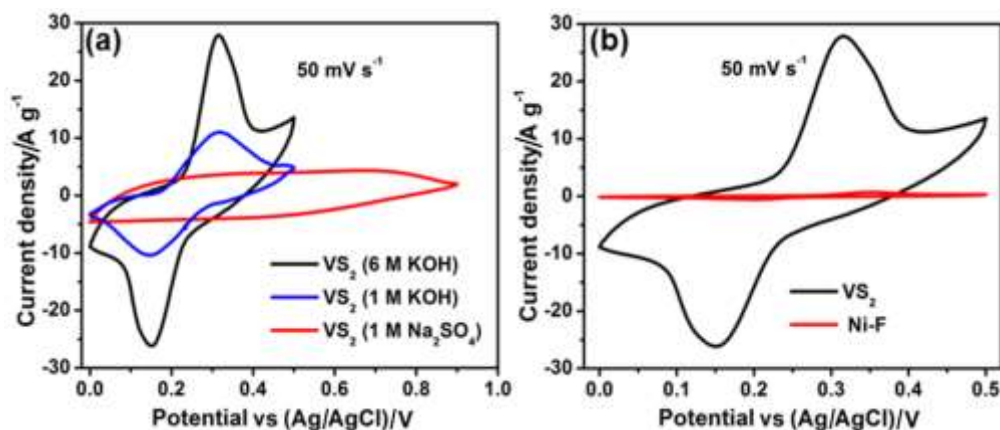 (a)
50 mV s⁻¹
VS₂ (6 M KOH)
VS₂ (1 M KOH)
VS₂ (1 M Na₂SO₄)
30
20
10
0
-10
-20
-30
Current density/A g⁻¹
0.0 0.2 0.4 0.6 0.8 1.0
Potential vs (Ag/AgCl)/V
(b)
50 mV s⁻¹
VS₂
Ni-F
30
20
10
0
-10
-20
-30
Current density/A g⁻¹
0.0 0.1 0.2 0.3 0.4 0.5
Potential vs (Ag/AgCl)/V